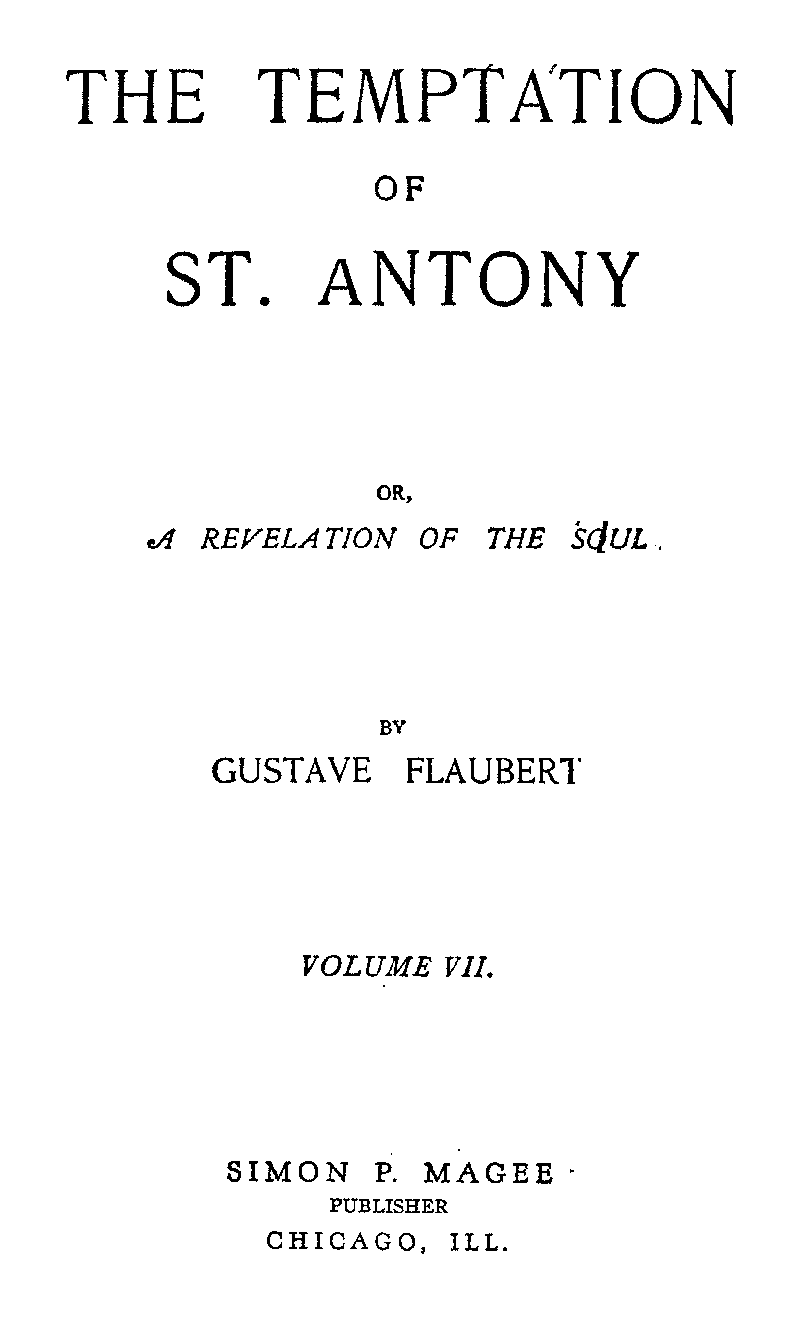 THE TEMPTATION
OF
ST. ANTONY
OR,
A REVELATION OF THE SOUL.
BY
GUSTAVE FLAUBERT
VOLUME VII.
SIMON P. MAGEE
PUBLISHER
CHICAGO, ILL.